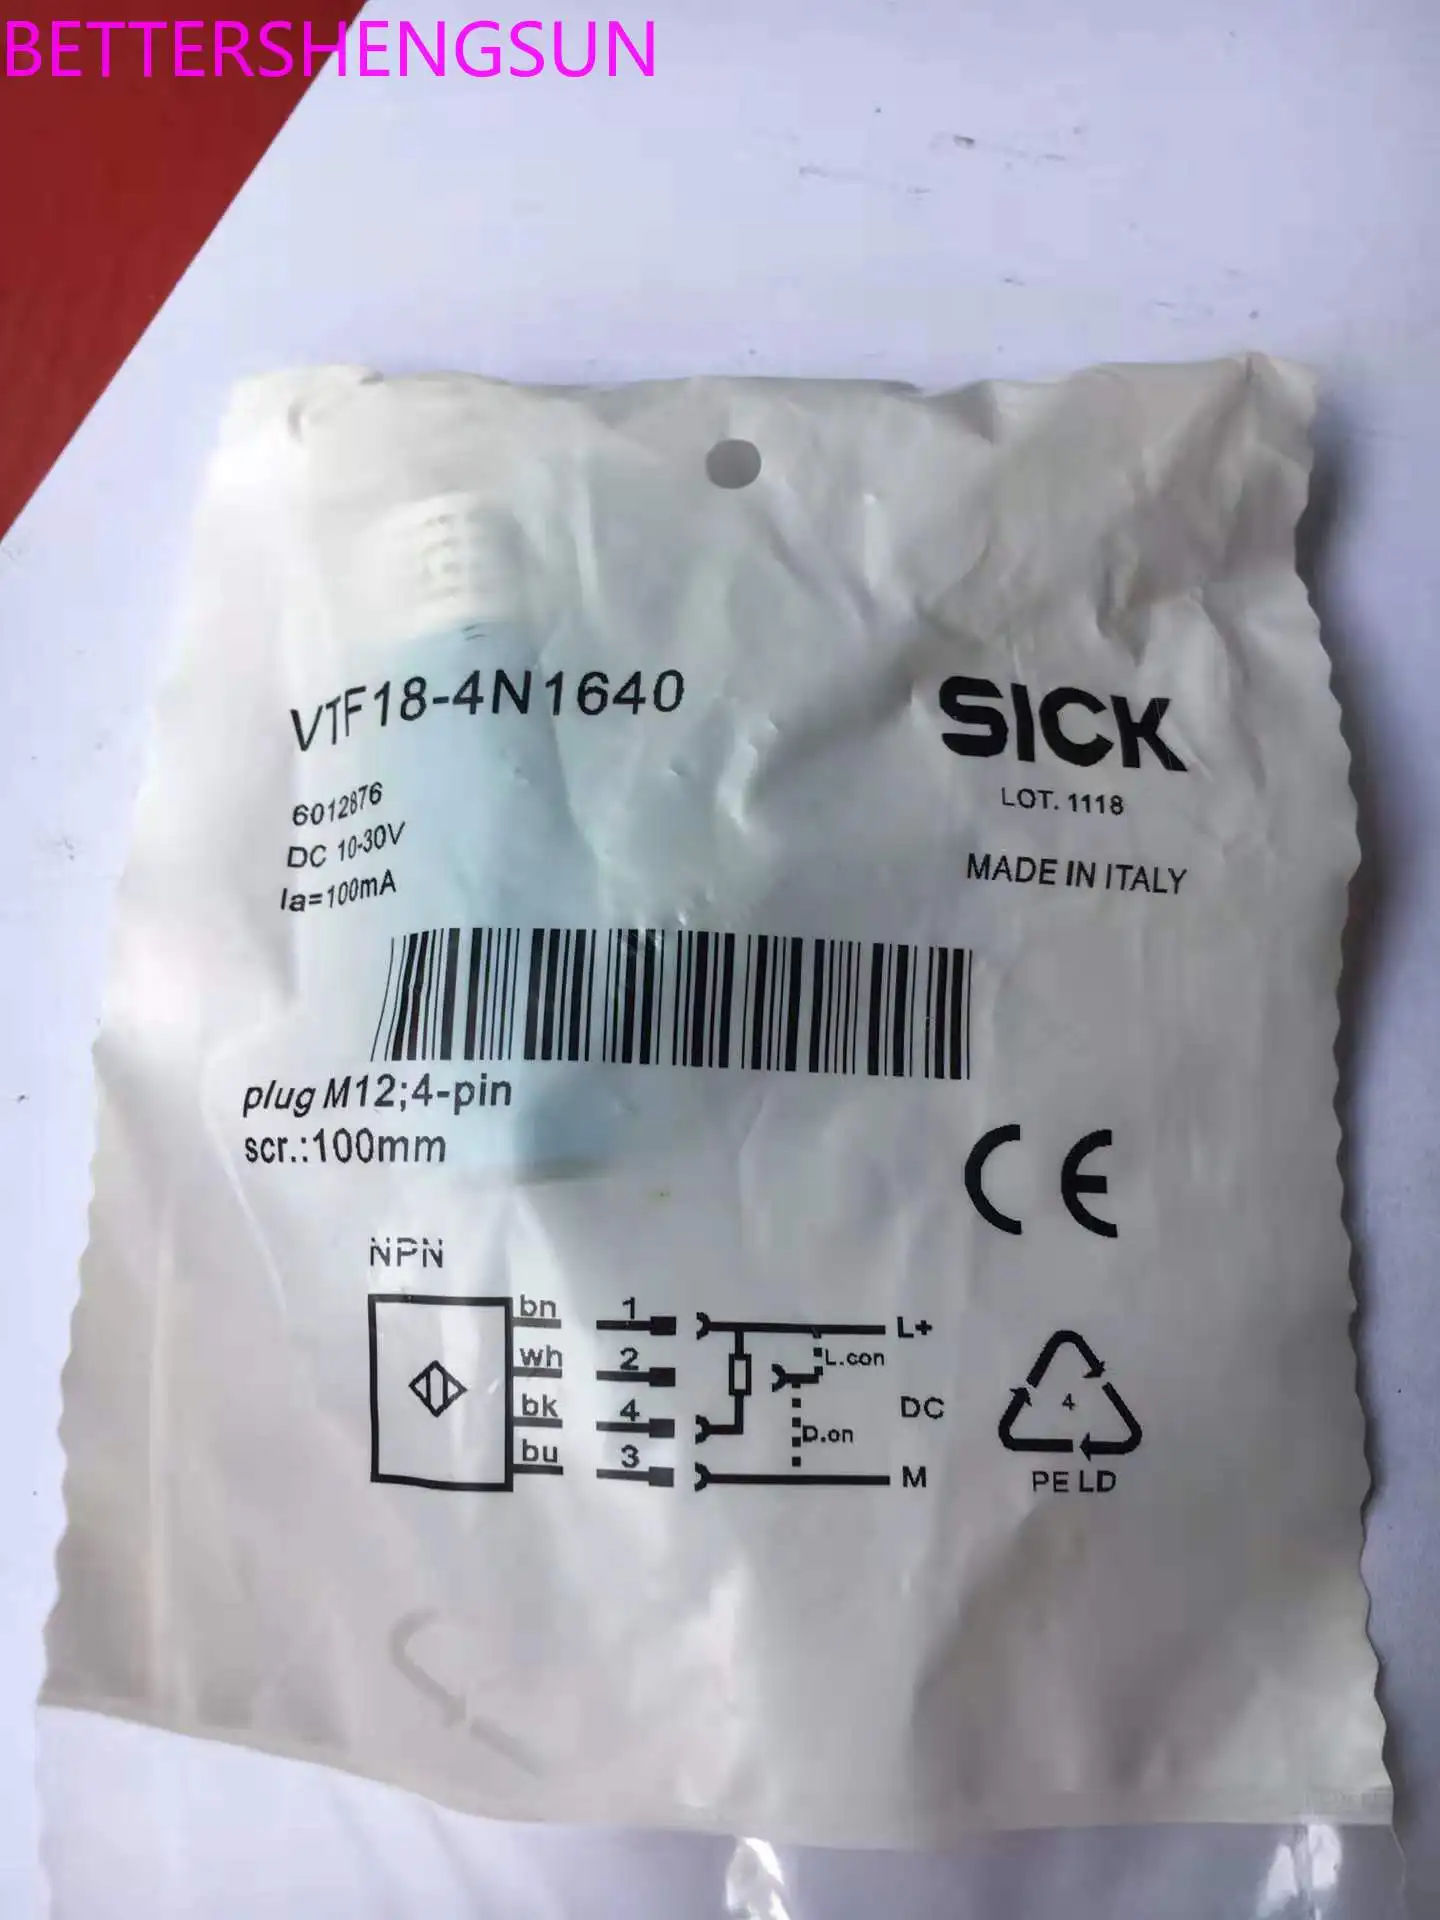 BETTERSHENGSUN
VTF18-4N1640
SICK
6012876
LOT. 1118
DC 10-30V
MADE IN ITALY
Ia=100mA
plug M12;4-pin
scr.:100mm
CE
NPN
bn 1 L+
wh 2 L.con
bk 4 DC
D.on
bu 3 M
4
PE LD